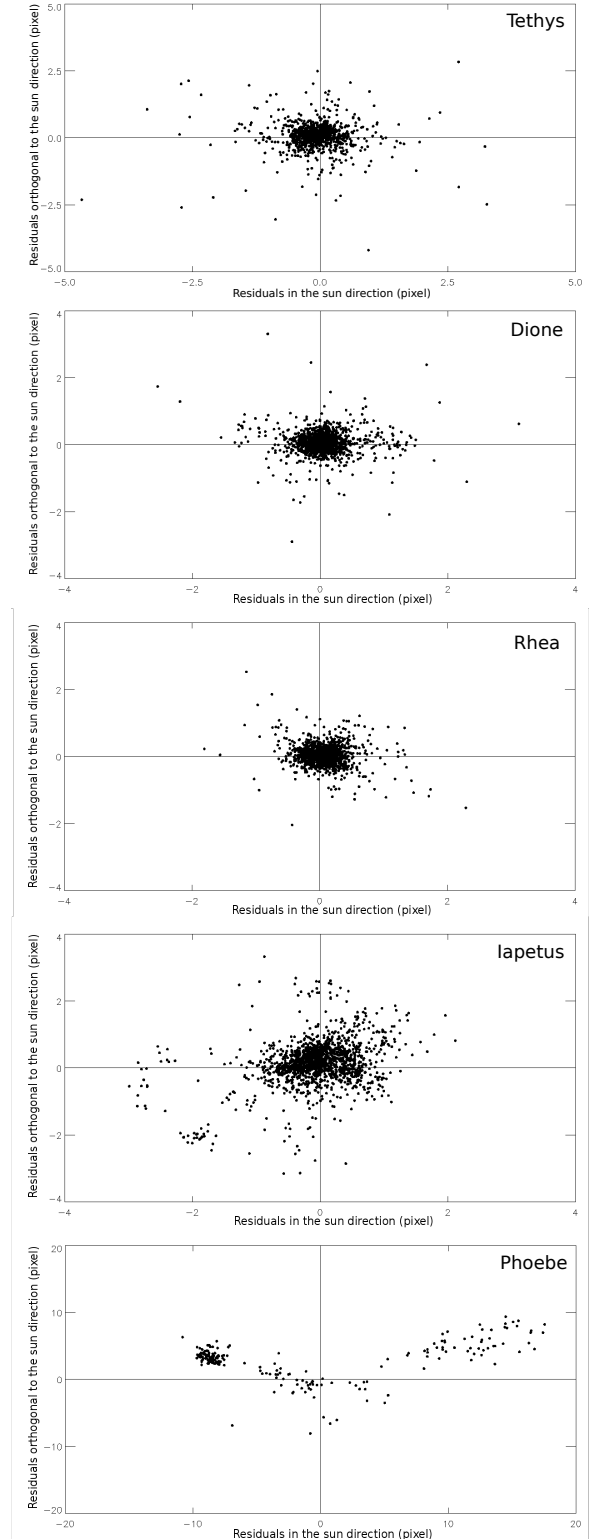 Tethys
5.0
2.5
0.0
−2.5
−5.0
Residuals orthogonal to the sun direction (pixel)
−5.0 −2.5 0.0 2.5 5.0
Residuals in the sun direction (pixel)
Dione
4
2
0
−2
−4
Residuals orthogonal to the sun direction (pixel)
−4 −2 0 2 4
Residuals in the sun direction (pixel)
Rhea
4
2
0
−2
−4
Residuals orthogonal to the sun direction (pixel)
−4 −2 0 2 4
Residuals in the sun direction (pixel)
Iapetus
4
2
0
−2
−4
Residuals orthogonal to the sun direction (pixel)
−4 −2 0 2 4
Residuals in the sun direction (pixel)
Phoebe
20
10
0
−10
−20
Residuals orthogonal to the sun direction (pixel)
−20 −10 0 10 20
Residuals in the sun direction (pixel)